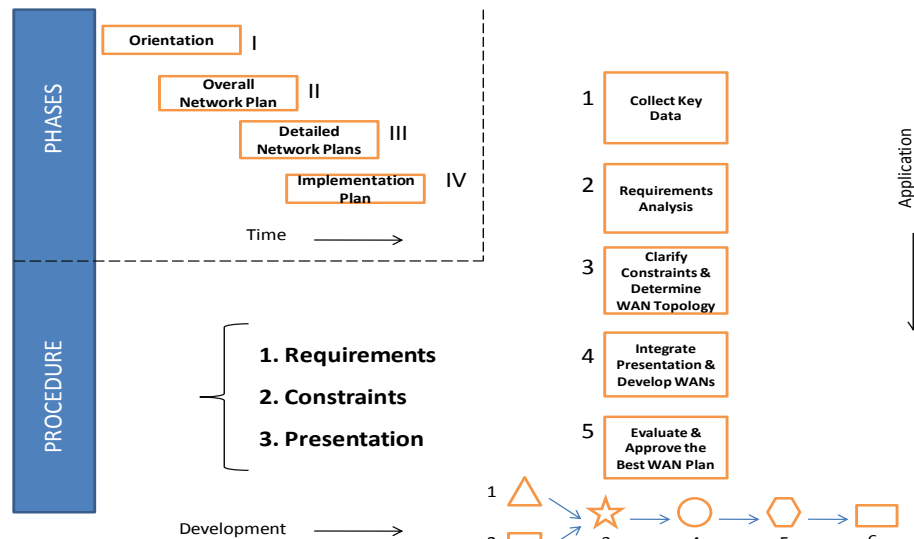 PHASES
Orientation
I
Overall
Network Plan
II
Detailed
Network Plans
III
Implementation
Plan
IV
Time
PROCEDURE
1. Requirements
2. Constraints
3. Presentation
Development
1
Collect Key
Data
2
Requirements
Analysis
3
Clarify
Constraints &
Determine
WAN Topology
4
Integrate
Presentation &
Develop WANs
5
Evaluate &
Approve the
Best WAN Plan
Application
1